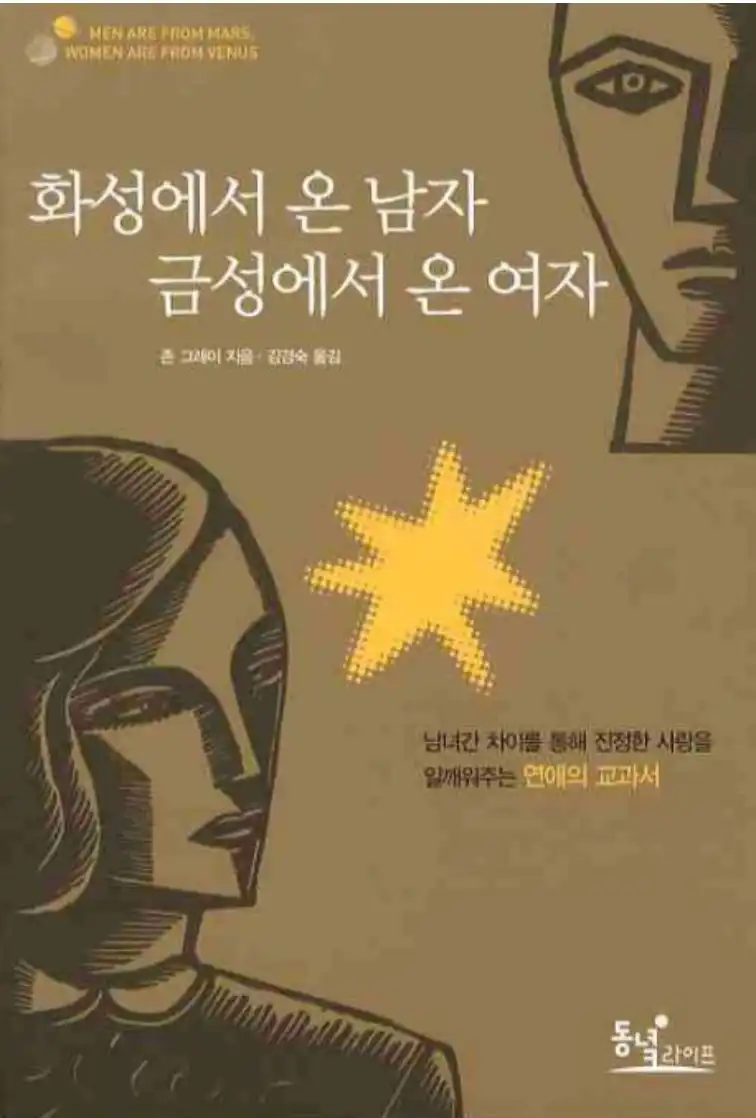 MEN ARE FROM MARS,
WOMEN ARE FROM VENUS
화성에서 온 남자
금성에서 온 여자
존 그레이 지음 · 김경숙 옮김
남녀간 차이를 통해 진정한 사랑을
일깨워주는 연애의 교과서
동녘라이프